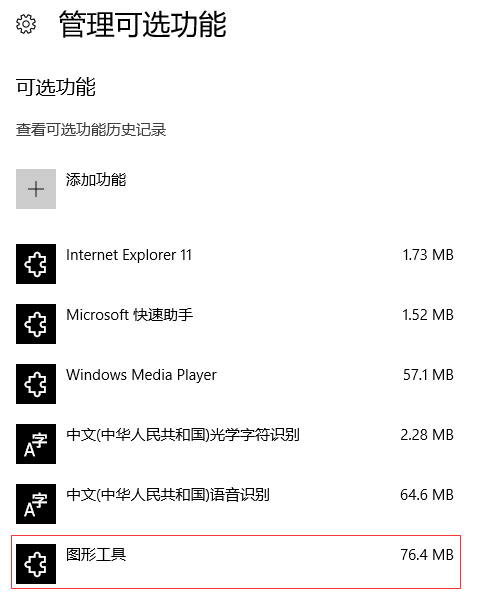 管理可选功能
可选功能
查看可选功能历史记录
添加功能
Internet Explorer 11 1.73 MB
Microsoft 快速助手 1.52 MB
Windows Media Player 57.1 MB
中文(中华人民共和国)光学字符识别 2.28 MB
中文(中华人民共和国)语音识别 64.6 MB
图形工具 76.4 MB